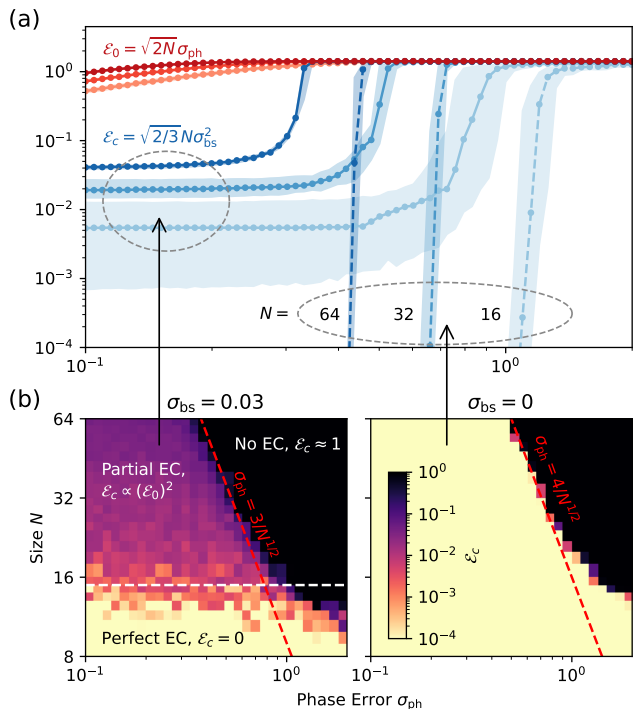 (a)
ℰ₀ = √2N σ_ph
ℰ_c = √2/3 Nσ²_bs
10⁰
10⁻¹
10⁻²
10⁻³
10⁻⁴
N = 64 32 16
10⁻¹ 10⁰
(b)
σ_bs = 0.03 σ_bs = 0
Size N
64
32
16
8
Partial EC,
ℰ_c ∝ (ℰ₀)²
No EC, ℰ_c ≈ 1
σ_ph = 3/N^1/2
Perfect EC, ℰ_c = 0
10⁻¹ 10⁰
σ_ph = 4/N^1/2
10⁰
10⁻¹
10⁻²
10⁻³
10⁻⁴
ℰ_c
10⁻¹ 10⁰
Phase Error σ_ph